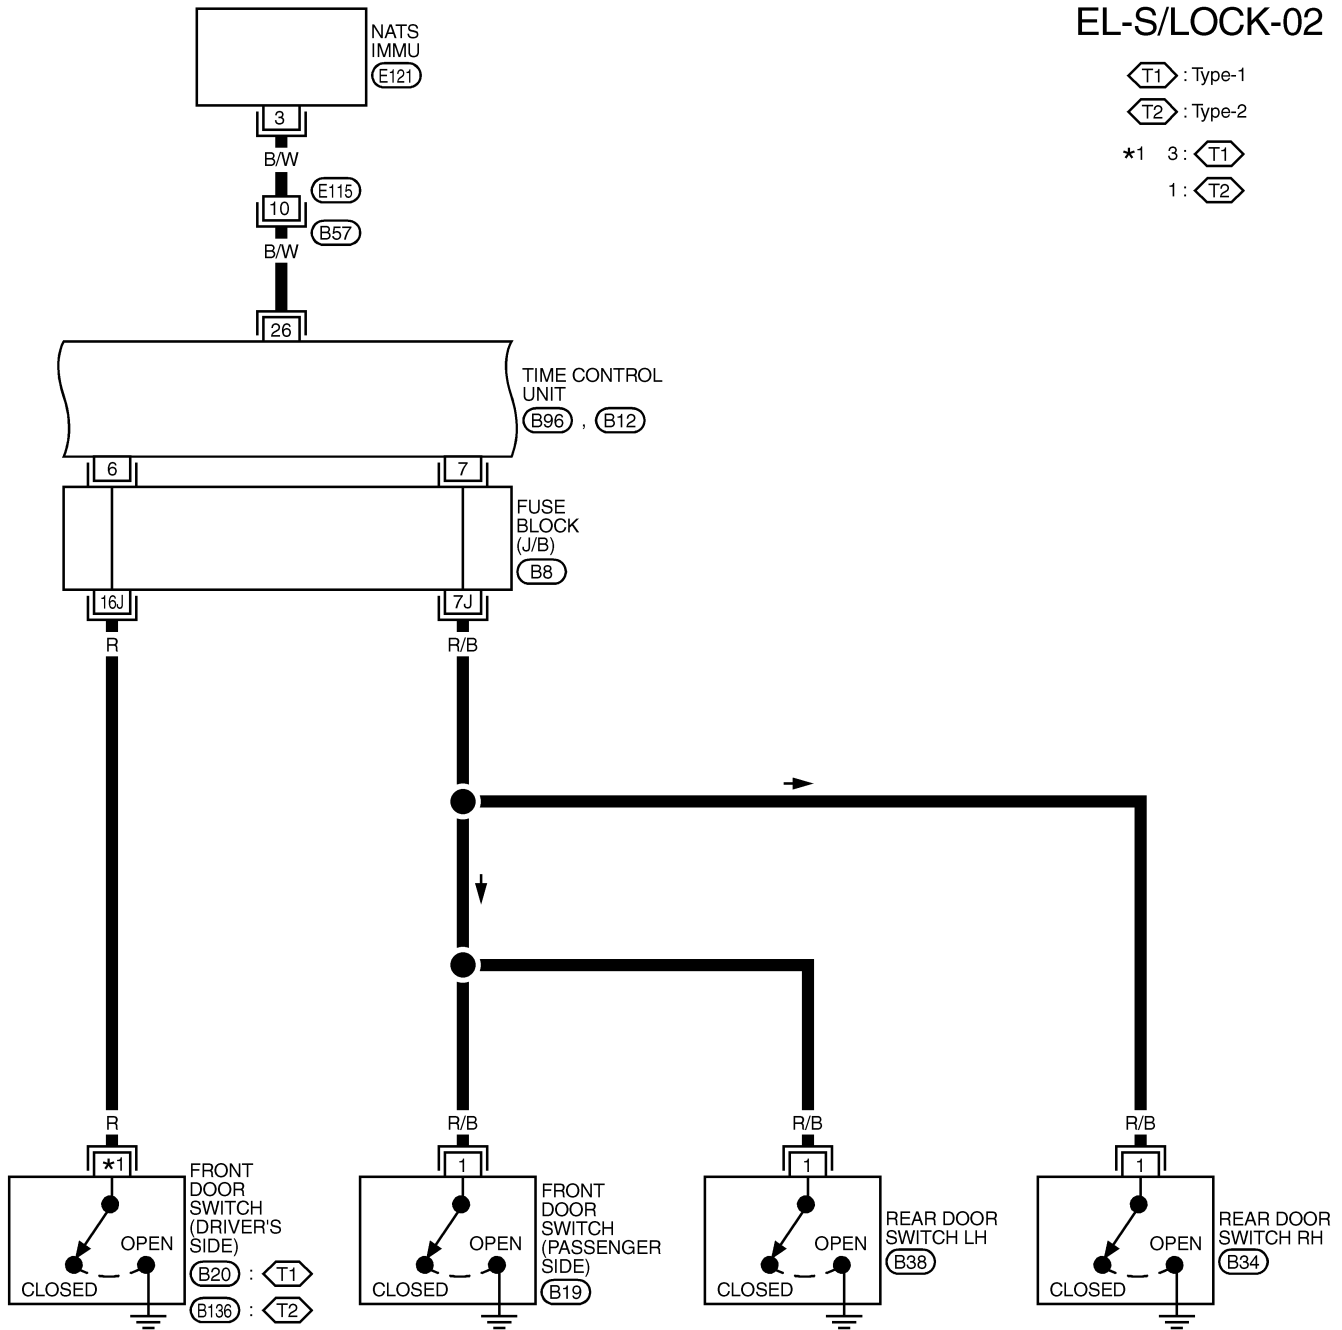 EL-S/LOCK-02
T1 : Type-1
T2 : Type-2
*1 3 : T1
1 : T2
NATS
IMMU
E121
3
B/W
E115
10
B57
B/W
26
TIME CONTROL
UNIT
B96 , B12
6
7
FUSE
BLOCK
(J/B)
B8
16J
7J
R
R/B
R
R/B
R/B
R/B
*1
1
1
1
FRONT
DOOR
SWITCH
(DRIVER'S
SIDE)
B20 : T1
B136 : T2
OPEN
CLOSED
FRONT
DOOR
SWITCH
(PASSENGER
SIDE)
B19
OPEN
CLOSED
REAR DOOR
SWITCH LH
B38
OPEN
CLOSED
REAR DOOR
SWITCH RH
B34
OPEN
CLOSED